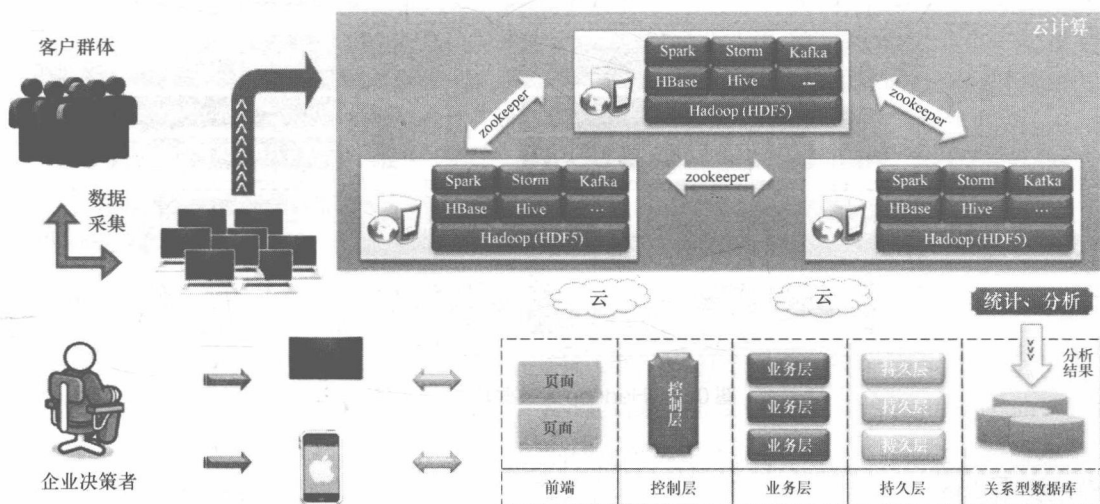 云计算
客户群体
Spark Storm Kafka
HBase Hive ...
Hadoop (HDF5)
zookeeper
zookeeper
zookeeper
数据
采集
Spark Storm Kafka
HBase Hive ...
Hadoop (HDF5)
Spark Storm Kafka
HBase Hive ...
Hadoop (HDF5)
云
云
统计、分析
分析
结果
页面
页面
控制层
业务层
业务层
业务层
持久层
持久层
持久层
企业决策者
前端
控制层
业务层
持久层
关系型数据库